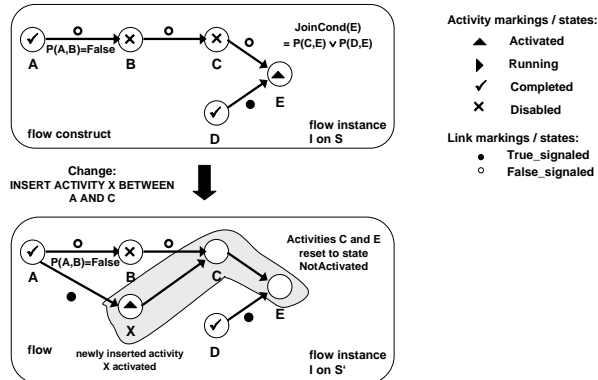 JoinCond(E)
= P(C,E) ∨ P(D,E)
A
P(A,B)=False
B
C
E
D
flow construct
flow instance
I on S
Change:
INSERT ACTIVITY X BETWEEN
A AND C
Activities C and E
reset to state
NotActivated
A
P(A,B)=False
B
C
E
X
D
flow
newly inserted activity
X activated
flow instance
I on S‘
Activity markings / states:
Activated
Running
Completed
Disabled
Link markings / states:
True_signaled
False_signaled